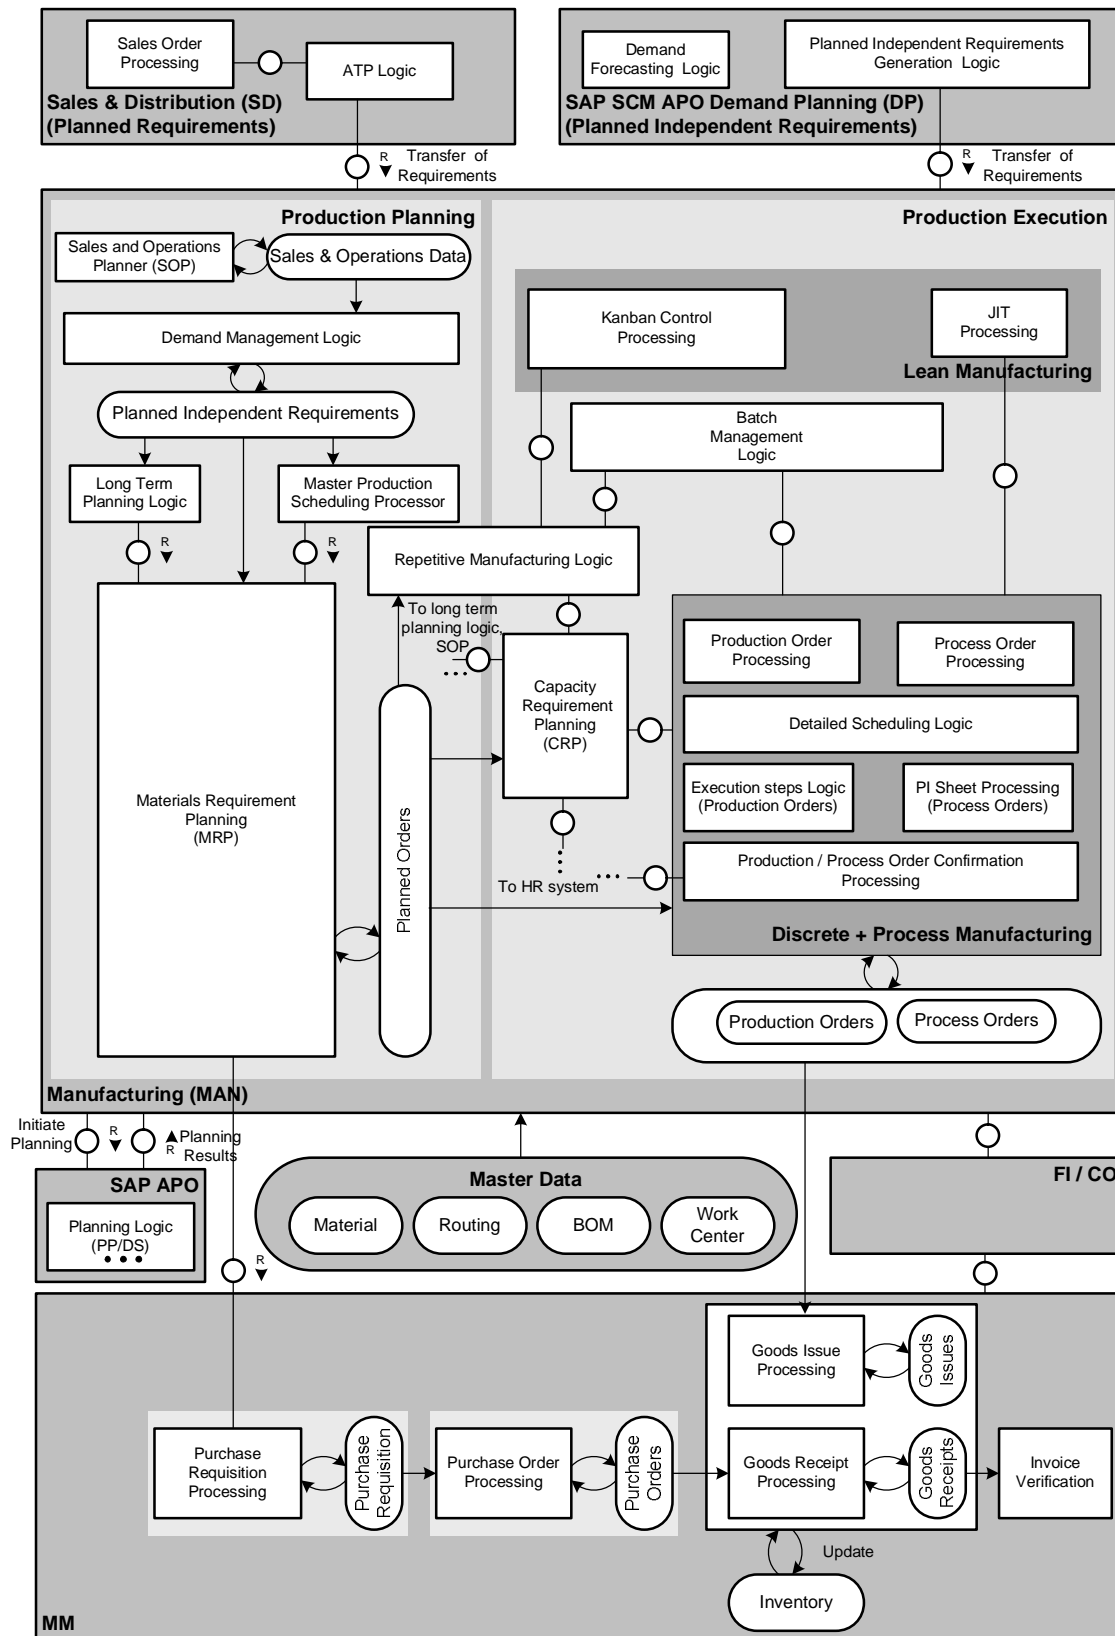 Sales Order
Processing
ATP Logic
Sales & Distribution (SD)
(Planned Requirements)
Demand
Forecasting Logic
Planned Independent Requirements
Generation Logic
SAP SCM APO Demand Planning (DP)
(Planned Independent Requirements)
R
Transfer of
Requirements
R
Transfer of
Requirements
Production Planning
Sales and Operations
Planner (SOP)
Sales & Operations Data
Demand Management Logic
Planned Independent Requirements
Long Term
Planning Logic
Master Production
Scheduling Processor
R
R
Materials Requirement
Planning
(MRP)
Planned Orders
Production Execution
Kanban Control
Processing
JIT
Processing
Lean Manufacturing
Batch
Management
Logic
Repetitive Manufacturing Logic
To long term
planning logic,
SOP
...
Capacity
Requirement
Planning
(CRP)
...
To HR system
...
Production Order
Processing
Process Order
Processing
Detailed Scheduling Logic
Execution steps Logic
(Production Orders)
PI Sheet Processing
(Process Orders)
Production / Process Order Confirmation
Processing
Discrete + Process Manufacturing
Production Orders
Process Orders
Manufacturing (MAN)
Initiate
Planning
R
R
Planning
Results
SAP APO
Planning Logic
(PP/DS)
...
Master Data
Material
Routing
BOM
Work
Center
FI / CO
R
Goods Issue
Processing
Goods
Issues
Purchase
Requisition
Processing
Purchase
Requisition
Purchase Order
Processing
Purchase
Orders
Goods Receipt
Processing
Goods
Receipts
Invoice
Verification
Update
Inventory
MM